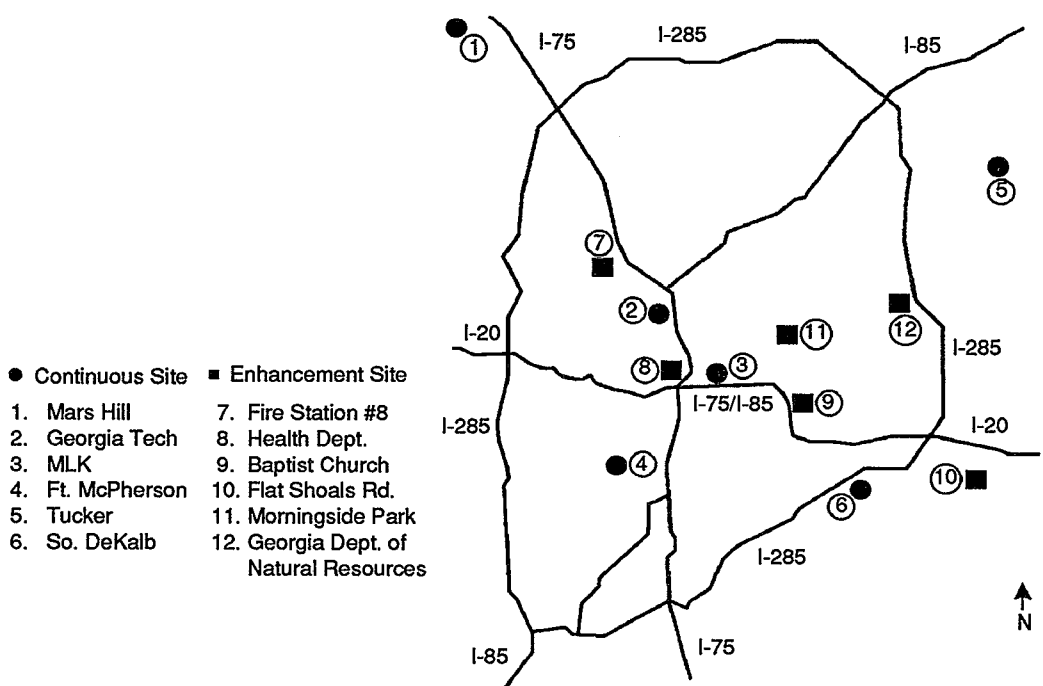 1
I-75
I-285
I-85
5
7
2
I-20
11
12
I-285
8
3
● Continuous Site ■ Enhancement Site
I-75/I-85
9
1. Mars Hill 7. Fire Station #8
I-285
I-20
2. Georgia Tech 8. Health Dept.
3. MLK 9. Baptist Church
4
10
4. Ft. McPherson 10. Flat Shoals Rd.
6
5. Tucker 11. Morningside Park
6. So. DeKalb 12. Georgia Dept. of
Natural Resources
I-285
N
I-85
I-75